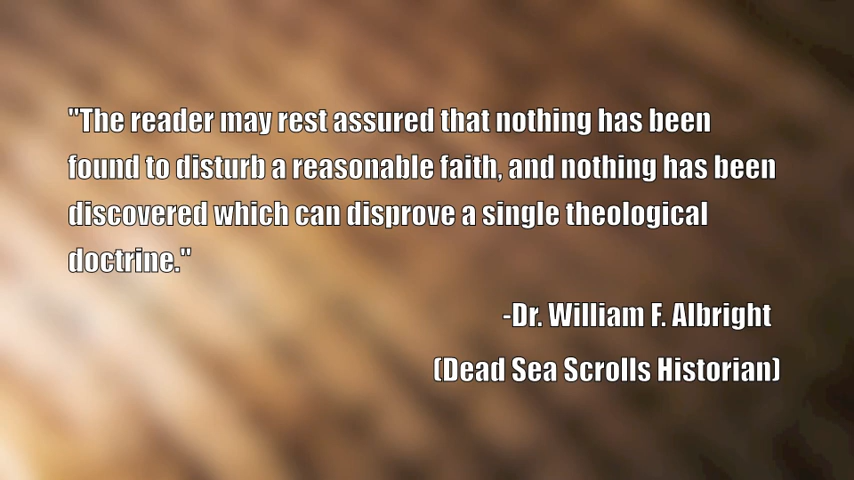 "The reader may rest assured that nothing has been
found to disturb a reasonable faith, and nothing has been
discovered which can disprove a single theological
doctrine."
-Dr. William F. Albright
(Dead Sea Scrolls Historian)